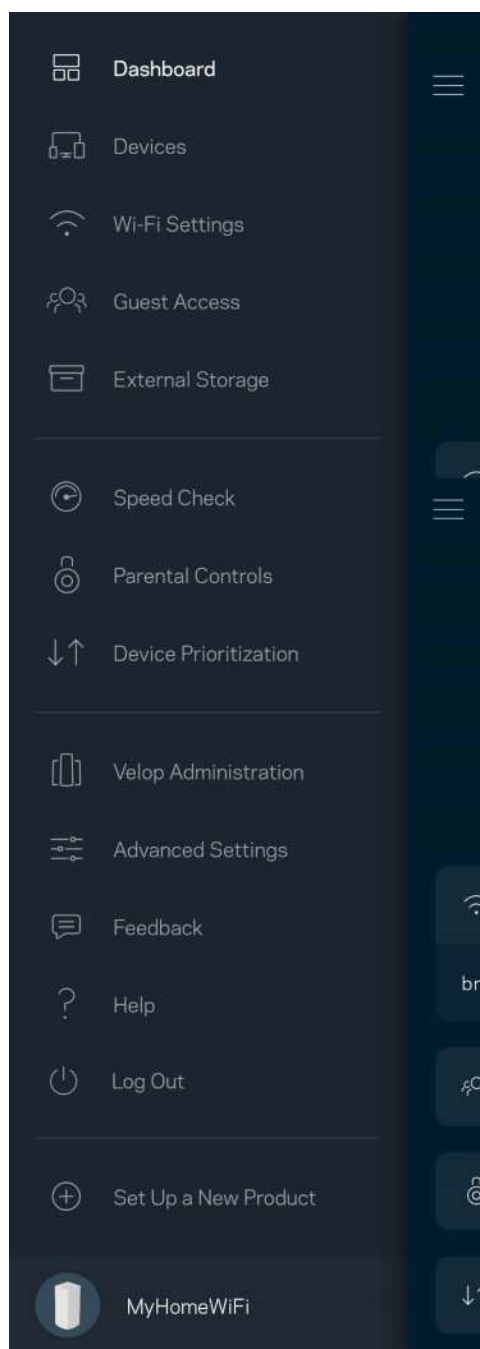 Dashboard
Devices
Wi-Fi Settings
Guest Access
External Storage
Speed Check
Parental Controls
Device Prioritization
Velop Administration
Advanced Settings
Feedback
br
Help
Log Out
Set Up a New Product
MyHomeWiFi